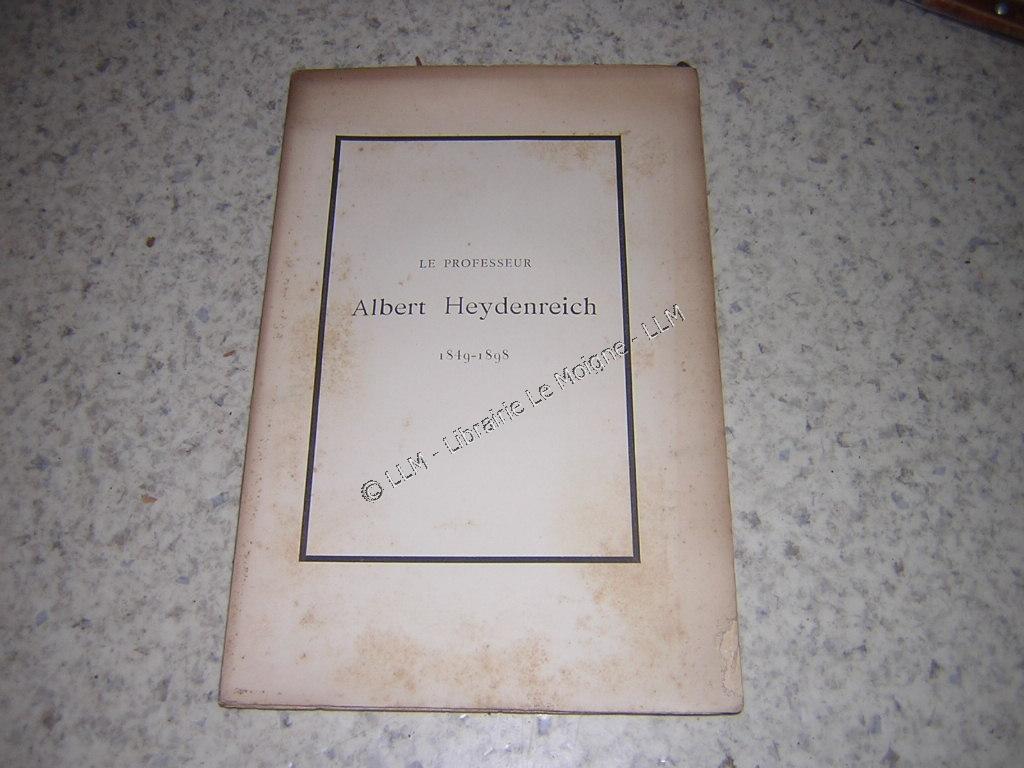 LE PROFESSEUR
Albert Heydenreich
1849-1898
© LLM - Librairie Le Moigne - LLM